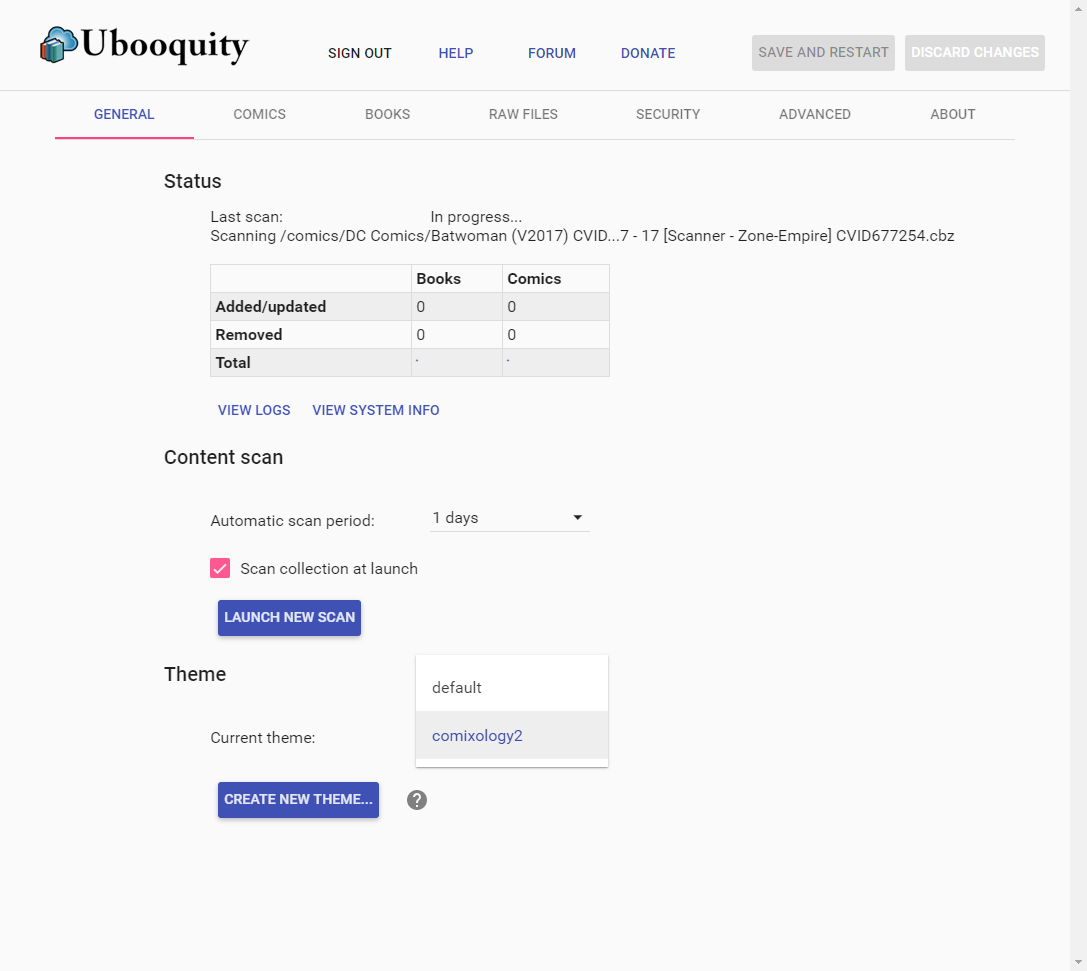 Ubooquity
SIGN OUT HELP FORUM DONATE SAVE AND RESTART DISCARD CHANGES
GENERAL COMICS BOOKS RAW FILES SECURITY ADVANCED ABOUT
Status
Last scan: In progress...
Scanning /comics/DC Comics/Batwoman (V2017) CVID...7 - 17 [Scanner - Zone-Empire] CVID677254.cbz
Books Comics
Added/updated 0 0
Removed 0 0
Total
VIEW LOGS VIEW SYSTEM INFO
Content scan
Automatic scan period: 1 days
Scan collection at launch
LAUNCH NEW SCAN
Theme
default
comixology2
Current theme:
CREATE NEW THEME... ?